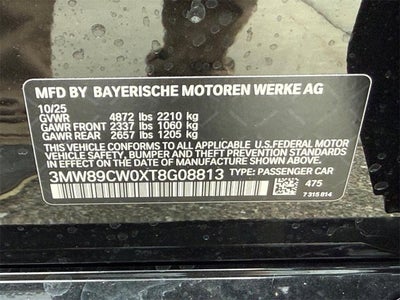 MFD BY BAYERISCHE MOTOREN WERKE AG
10/25
GVWR 4872 lbs 2210 kg
GAWR FRONT 2337 lbs 1060 kg
GAWR REAR 2657 lbs 1205 kg
THIS VEHICLE CONFORMS TO ALL APPLICABLE U.S.FEDERAL MOTOR
VEHICLE SAFETY, BUMPER AND THEFT PREVENTION STANDARDS
IN EFFECT ON THE DATE OF MANUFACTURE SHOWN ABOVE.
3MW89CW0XT8G08813 TYPE: PASSENGER CAR
475
7 315 814